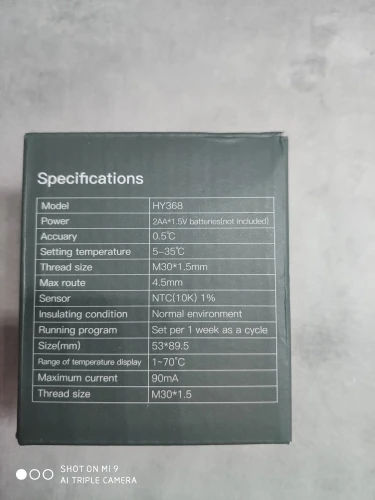 Specifications
Model HY368
Power 2AA*1.5V batteries(not included)
Accuary 0.5℃
Setting temperature 5-35℃
Thread size M30*1.5mm
Max route 4.5mm
Sensor NTC(10K) 1%
Insulating condition Normal environment
Running program Set per 1 week as a cycle
Size(mm) 53*89.5
Range of temperature display 1~70℃
Maximum current 90mA
Thread size M30*1.5
SHOT ON MI 9
AI TRIPLE CAMERA